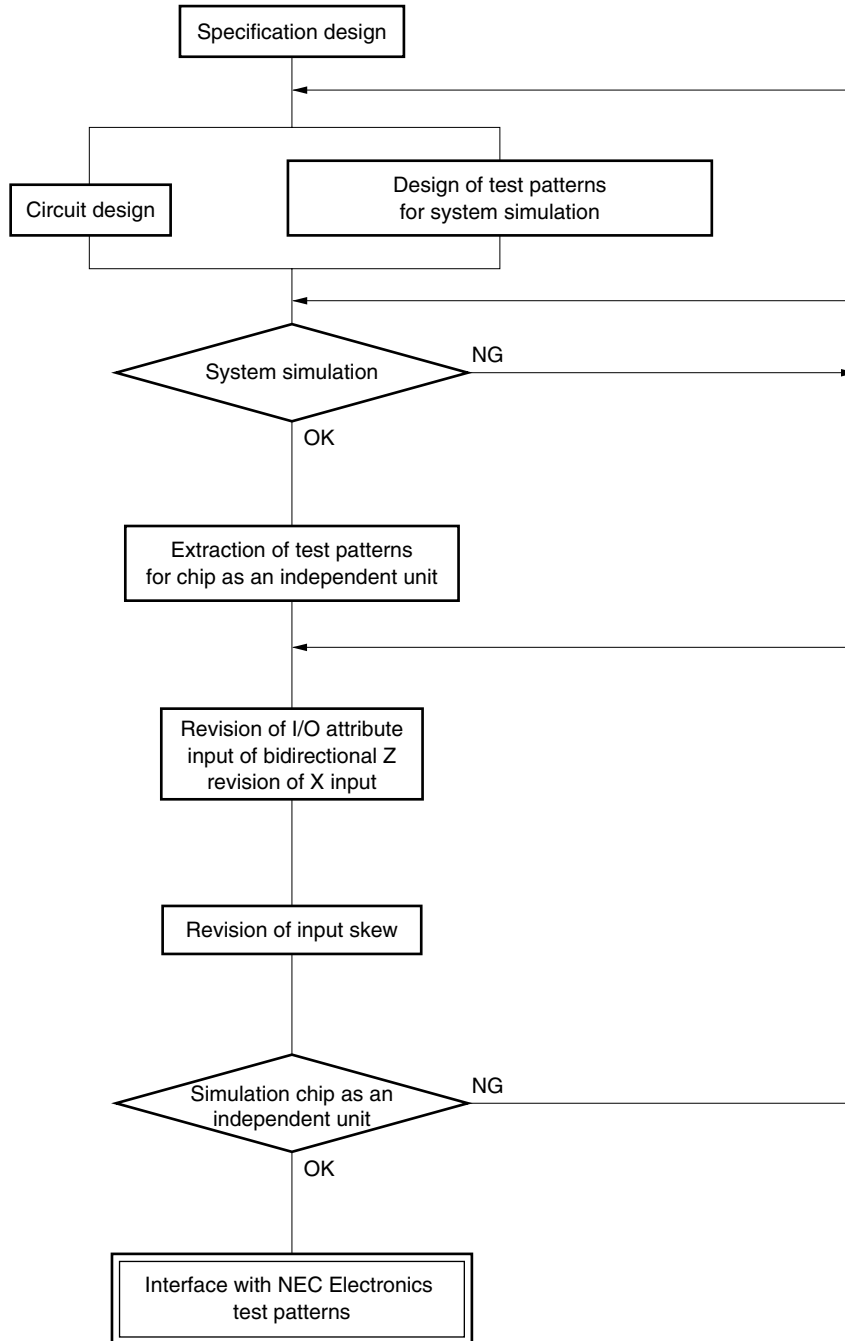 Specification design
Circuit design
Design of test patterns
for system simulation
System simulation
NG
OK
Extraction of test patterns
for chip as an independent unit
Revision of I/O attribute
input of bidirectional Z
revision of X input
Revision of input skew
Simulation chip as an
independent unit
NG
OK
Interface with NEC Electronics
test patterns